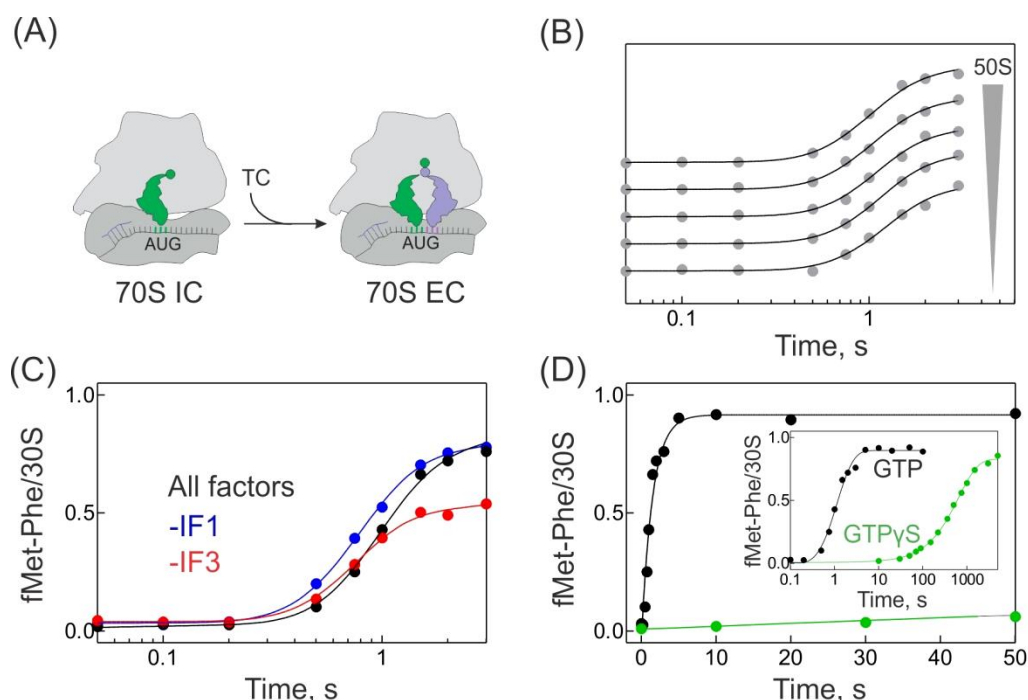 (A)
TC
AUG
AUG
70S IC
70S EC
(B)
50S
0.1
1
Time, s
(C)
fMet-Phe/30S
1.0
0.5
0.0
All factors
-IF1
-IF3
0.1
1
Time, s
(D)
fMet-Phe/30S
1.0
0.5
0.0
fMet-Phe/30S
1.0
0.5
0.0
GTP
GTPγS
0.1
1
10
100
1000
Time, s
0
10
20
30
40
50
Time, s